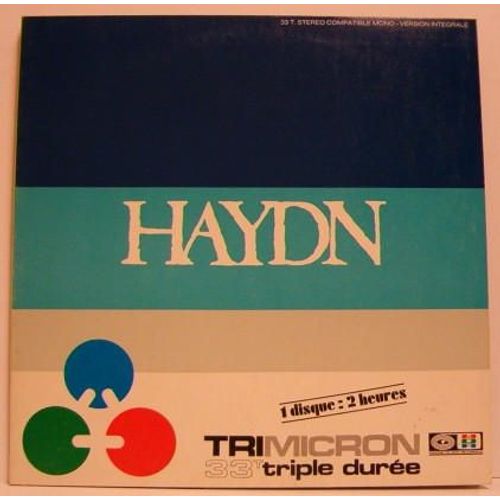 33 T. STEREO COMPATIBLE MONO - VERSION INTEGRALE
HAYDN
1 disque : 2 heures
TRIMICRON
33T triple durée